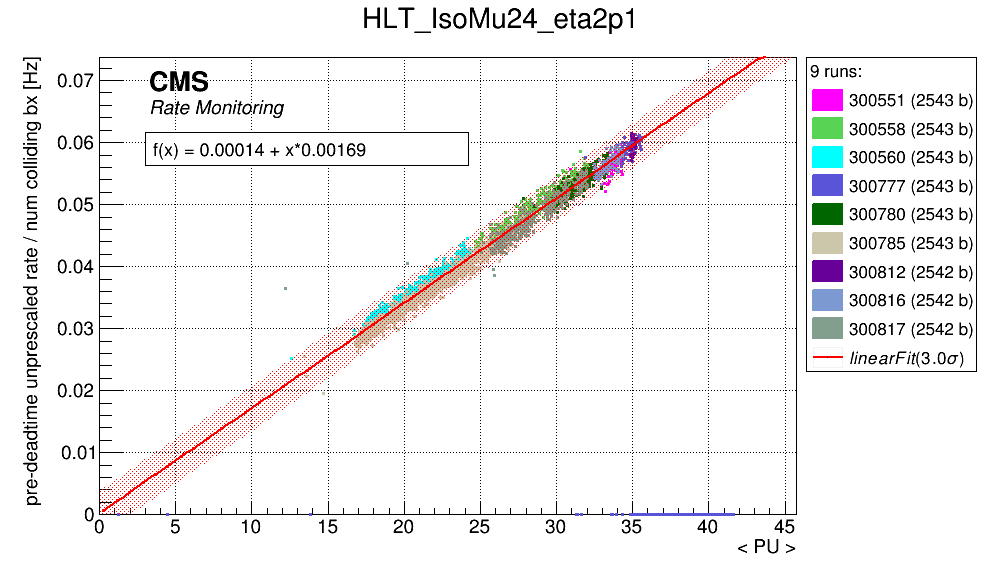 HLT_IsoMu24_eta2p1
pre-deadtime unprescaled rate / num colliding bx [Hz]
0.07
0.06
0.05
0.04
0.03
0.02
0.01
0
CMS
Rate Monitoring
f(x) = 0.00014 + x*0.00169
0 5 10 15 20 25 30 35 40 45
< PU >
9 runs:
300551 (2543 b)
300558 (2543 b)
300560 (2543 b)
300777 (2543 b)
300780 (2543 b)
300785 (2543 b)
300812 (2542 b)
300816 (2542 b)
300817 (2542 b)
linearFit(3.0σ)